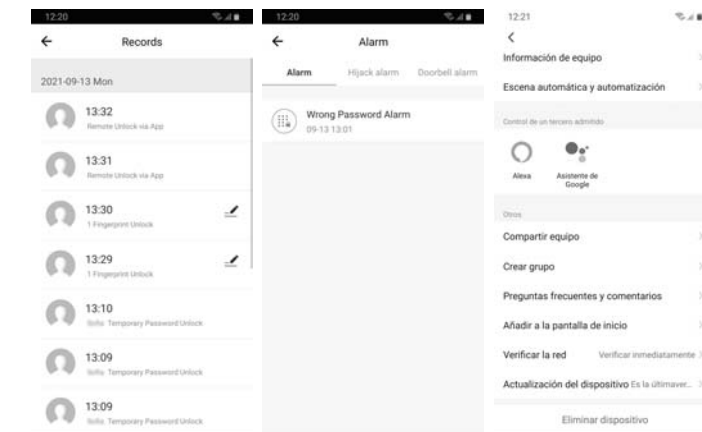 12:20
Records
2021-09-13 Mon
13:32
Remote Unlock via App
13:31
Remote Unlock via App
13:30
1 Fingerprint Unlock
13:29
1 Fingerprint Unlock
13:10
Temporary Password Unlock
13:09
Temporary Password Unlock
13:09
Temporary Password Unlock
12:20
Alarm
Alarm Hijack alarm Doorbell alarm
Wrong Password Alarm
09-13 13:01
12:21
Información de equipo
Escena automática y automatización
Control de un tercero admitido
Alexa
Asistente de
Google
Otros
Compartir equipo
Crear grupo
Preguntas frecuentes y comentarios
Añadir a la pantalla de inicio
Verificar la red Verificar inmediatamente
Actualización del dispositivo Es la últimaver...
Eliminar dispositivo